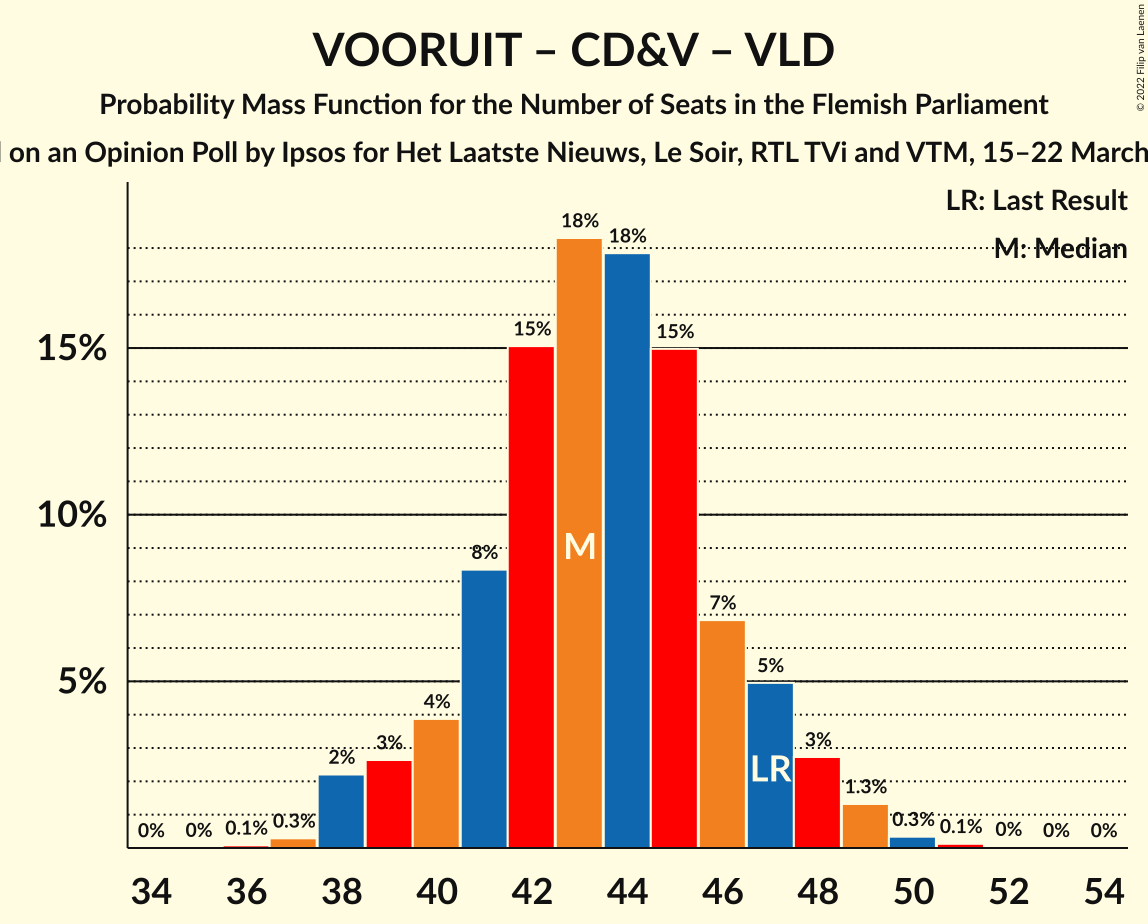 VOORUIT – CD&V – VLD
Probability Mass Function for the Number of Seats in the Flemish Parliament
on an Opinion Poll by Ipsos for Het Laatste Nieuws, Le Soir, RTL TVi and VTM, 15–22 March
© 2022 Filip van Laenen
LR: Last Result
M: Median
18%
18%
15%
15%
15%
10%
8%
M
7%
5%
5%
4%
3%
2%
3%
LR
1.3%
0% 0% 0.1% 0.3%
0.3% 0.1% 0% 0% 0%
34 36 38 40 42 44 46 48 50 52 54